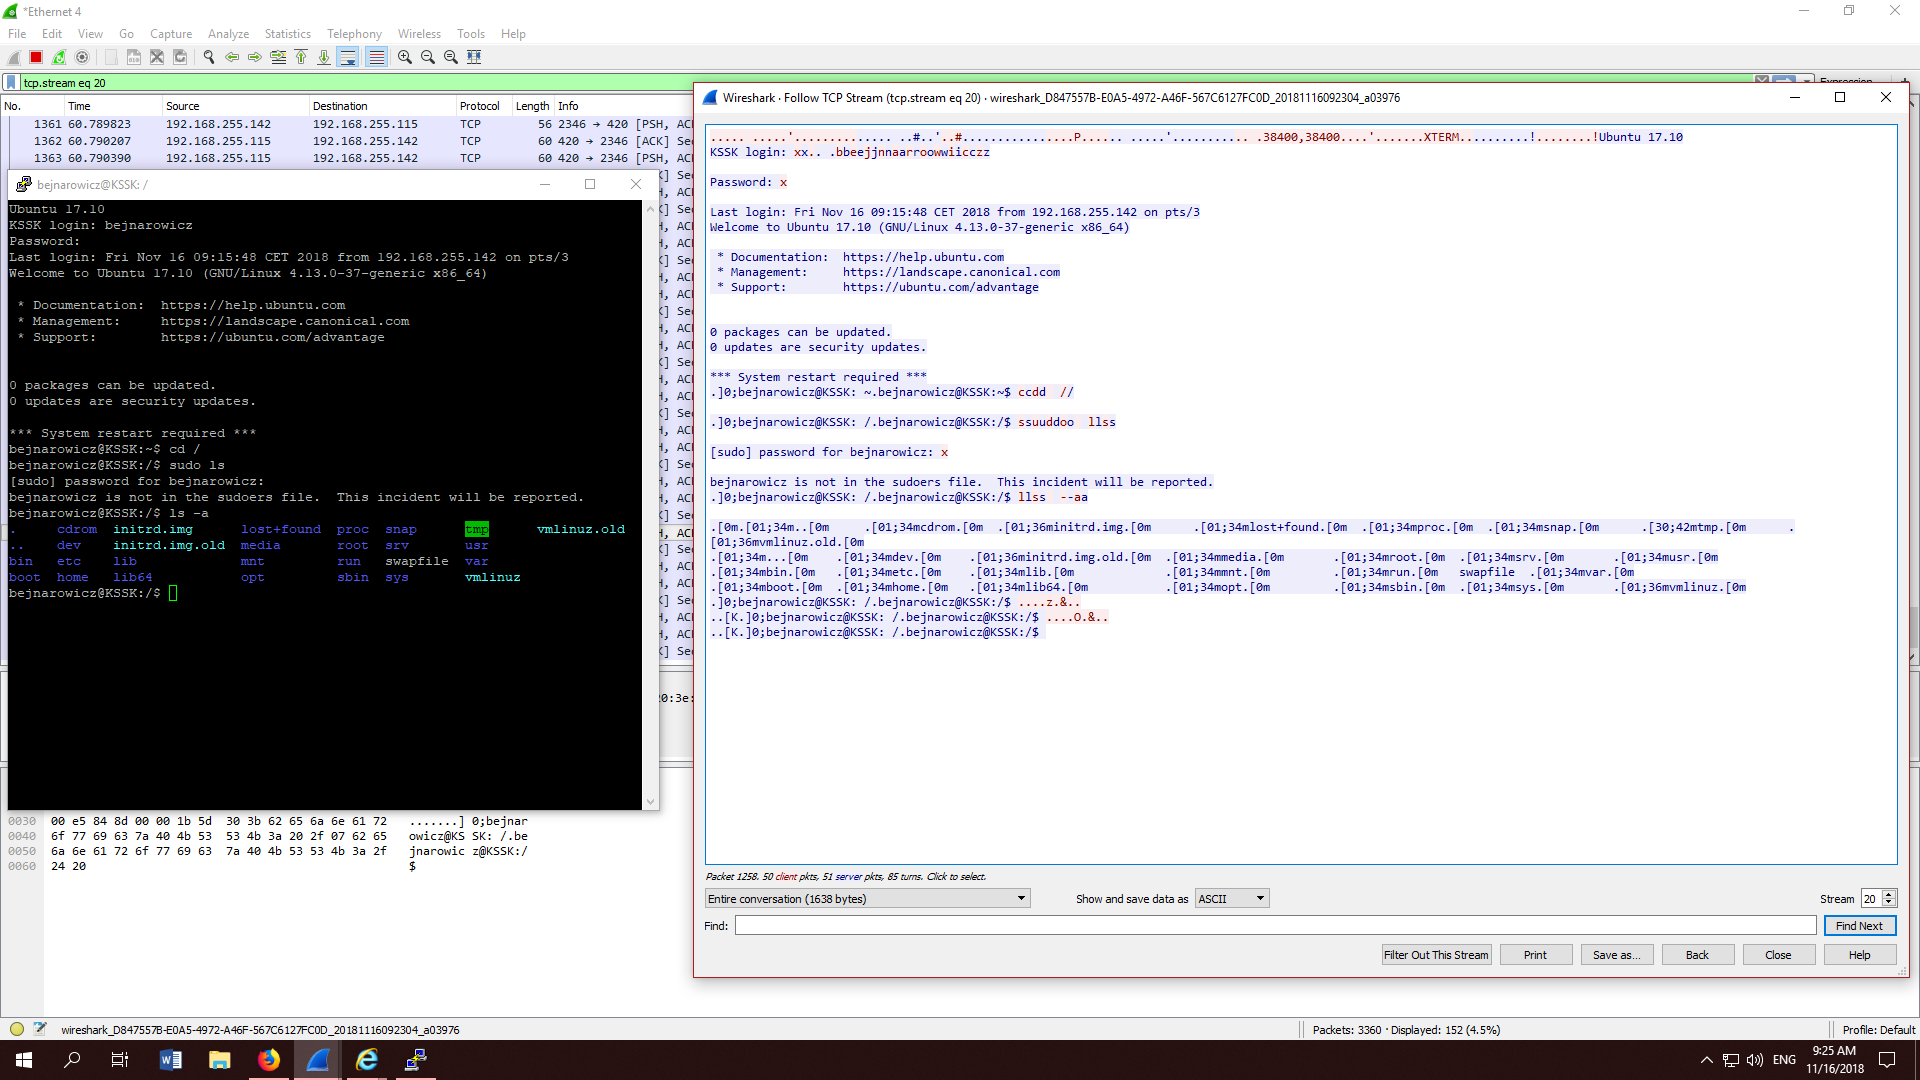 *Ethernet 4
File Edit View Go Capture Analyze Statistics Telephony Wireless Tools Help
tcp.stream eq 20
Expression...
No. Time Source Destination Protocol Length Info
1361 60.789823 192.168.255.142 192.168.255.115 TCP 56 2346 → 420 [PSH, ACK
1362 60.790207 192.168.255.115 192.168.255.142 TCP 60 420 → 2346 [ACK] Sec
1363 60.790390 192.168.255.115 192.168.255.142 TCP 60 420 → 2346 [PSH, ACK
bejnarowicz@KSSK: /
Ubuntu 17.10
KSSK login: bejnarowicz
Password:
Last login: Fri Nov 16 09:15:48 CET 2018 from 192.168.255.142 on pts/3
Welcome to Ubuntu 17.10 (GNU/Linux 4.13.0-37-generic x86_64)
* Documentation: https://help.ubuntu.com
* Management: https://landscape.canonical.com
* Support: https://ubuntu.com/advantage
0 packages can be updated.
0 updates are security updates.
*** System restart required ***
bejnarowicz@KSSK:~$ cd /
bejnarowicz@KSSK:/$ sudo ls
[sudo] password for bejnarowicz:
bejnarowicz is not in the sudoers file.  This incident will be reported.
bejnarowicz@KSSK:/$ ls -a
. cdrom initrd.img lost+found proc snap tmp vmlinuz.old
.. dev initrd.img.old media root srv usr
bin etc lib mnt run swapfile var
boot home lib64 opt sbin sys vmlinuz
bejnarowicz@KSSK:/$
0030 00 e5 84 8d 00 00 1b 5d 30 3b 62 65 6a 6e 61 72 .......] 0;bejnar
0040 6f 77 69 63 7a 40 4b 53 53 4b 3a 20 2f 07 62 65 owicz@KS SK: /.be
0050 6a 6e 61 72 6f 77 69 63 7a 40 4b 53 53 4b 3a 2f jnarowic z@KSSK:/
0060 24 20 $
Wireshark · Follow TCP Stream (tcp.stream eq 20) · wireshark_D847557B-E0A5-4972-A46F-567C6127FC0D_20181116092304_a03976
..... .....'.............. ..#..'..#................P...... .....'.......... .38400,38400....'.......XTERM..........!........!Ubuntu 17.10
KSSK login: xx.. .bbeejjnnaarroowwiicczz
Password: x
Last login: Fri Nov 16 09:15:48 CET 2018 from 192.168.255.142 on pts/3
Welcome to Ubuntu 17.10 (GNU/Linux 4.13.0-37-generic x86_64)
* Documentation: https://help.ubuntu.com
* Management: https://landscape.canonical.com
* Support: https://ubuntu.com/advantage
0 packages can be updated.
0 updates are security updates.
*** System restart required ***
.]0;bejnarowicz@KSSK: ~.bejnarowicz@KSSK:~$ ccdd  //
.]0;bejnarowicz@KSSK: /.bejnarowicz@KSSK:/$ ssuuddoo  llss
[sudo] password for bejnarowicz: x
bejnarowicz is not in the sudoers file.  This incident will be reported.
.]0;bejnarowicz@KSSK: /.bejnarowicz@KSSK:/$ llss  --aa
.[0m.[01;34m..[0m .[01;34mcdrom.[0m .[01;36minitrd.img.[0m .[01;34mlost+found.[0m .[01;34mproc.[0m .[01;34msnap.[0m .[30;42mtmp.[0m .
[01;36mvmlinuz.old.[0m
.[01;34m...[0m .[01;34mdev.[0m .[01;36minitrd.img.old.[0m .[01;34mmedia.[0m .[01;34mroot.[0m .[01;34msrv.[0m .[01;34musr.[0m
.[01;34mbin.[0m .[01;34metc.[0m .[01;34mlib.[0m .[01;34mmnt.[0m .[01;34mrun.[0m swapfile .[01;34mvar.[0m
.[01;34mboot.[0m .[01;34mhome.[0m .[01;34mlib64.[0m .[01;34mopt.[0m .[01;34msbin.[0m .[01;34msys.[0m .[01;36mvmlinuz.[0m
.]0;bejnarowicz@KSSK: /.bejnarowicz@KSSK:/$ ....z.&..
..[K.]0;bejnarowicz@KSSK: /.bejnarowicz@KSSK:/$ ....O.&..
..[K.]0;bejnarowicz@KSSK: /.bejnarowicz@KSSK:/$
Packet 1258. 50 client pkts, 51 server pkts, 85 turns. Click to select.
Entire conversation (1638 bytes) Show and save data as ASCII Stream 20
Find: Find Next
Filter Out This Stream Print Save as... Back Close Help
wireshark_D847557B-E0A5-4972-A46F-567C6127FC0D_20181116092304_a03976 Packets: 3360 · Displayed: 152 (4.5%) Profile: Default
ENG 9:25 AM
11/16/2018